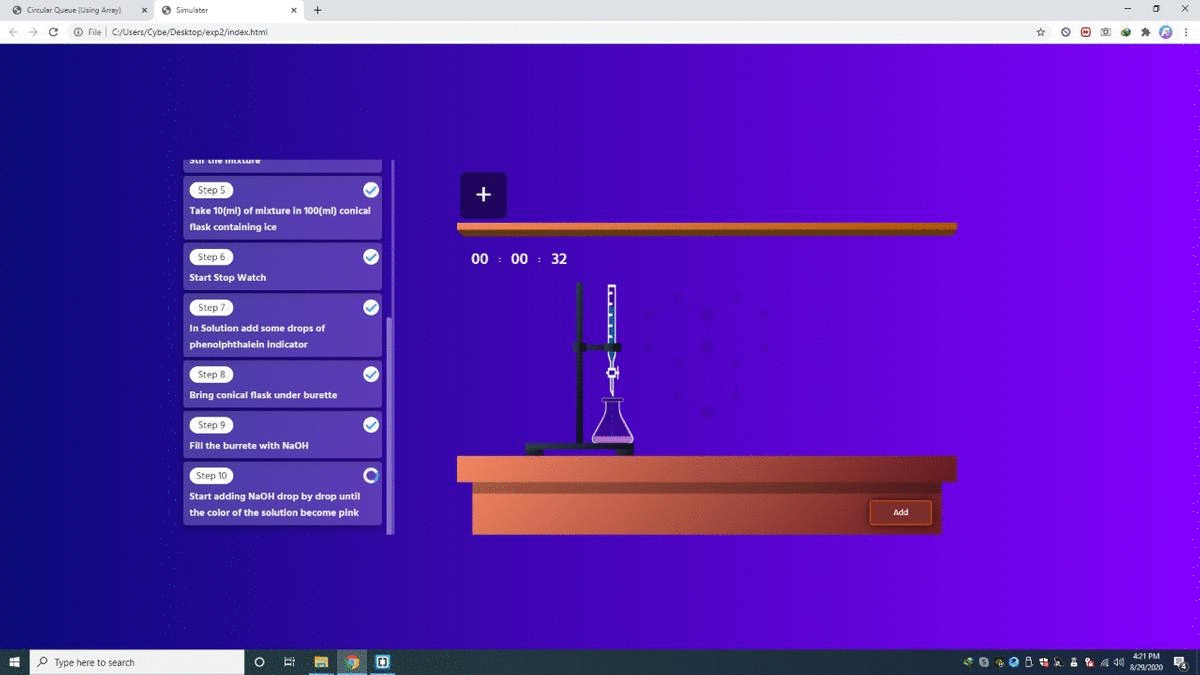 Circular Queue (Using Array)
Simulater
File
C:/Users/Cybe/Desktop/exp2/index.html
Stir the mixture
Step 5
Take 10(ml) of mixture in 100(ml) conical
flask containing ice
Step 6
Start Stop Watch
Step 7
In Solution add some drops of
phenolphthalein indicator
Step 8
Bring conical flask under burette
Step 9
Fill the burrete with NaOH
Step 10
Start adding NaOH drop by drop until
the color of the solution become pink
+
00 : 00 : 32
Add
Type here to search
4:21 PM
8/29/2020
4